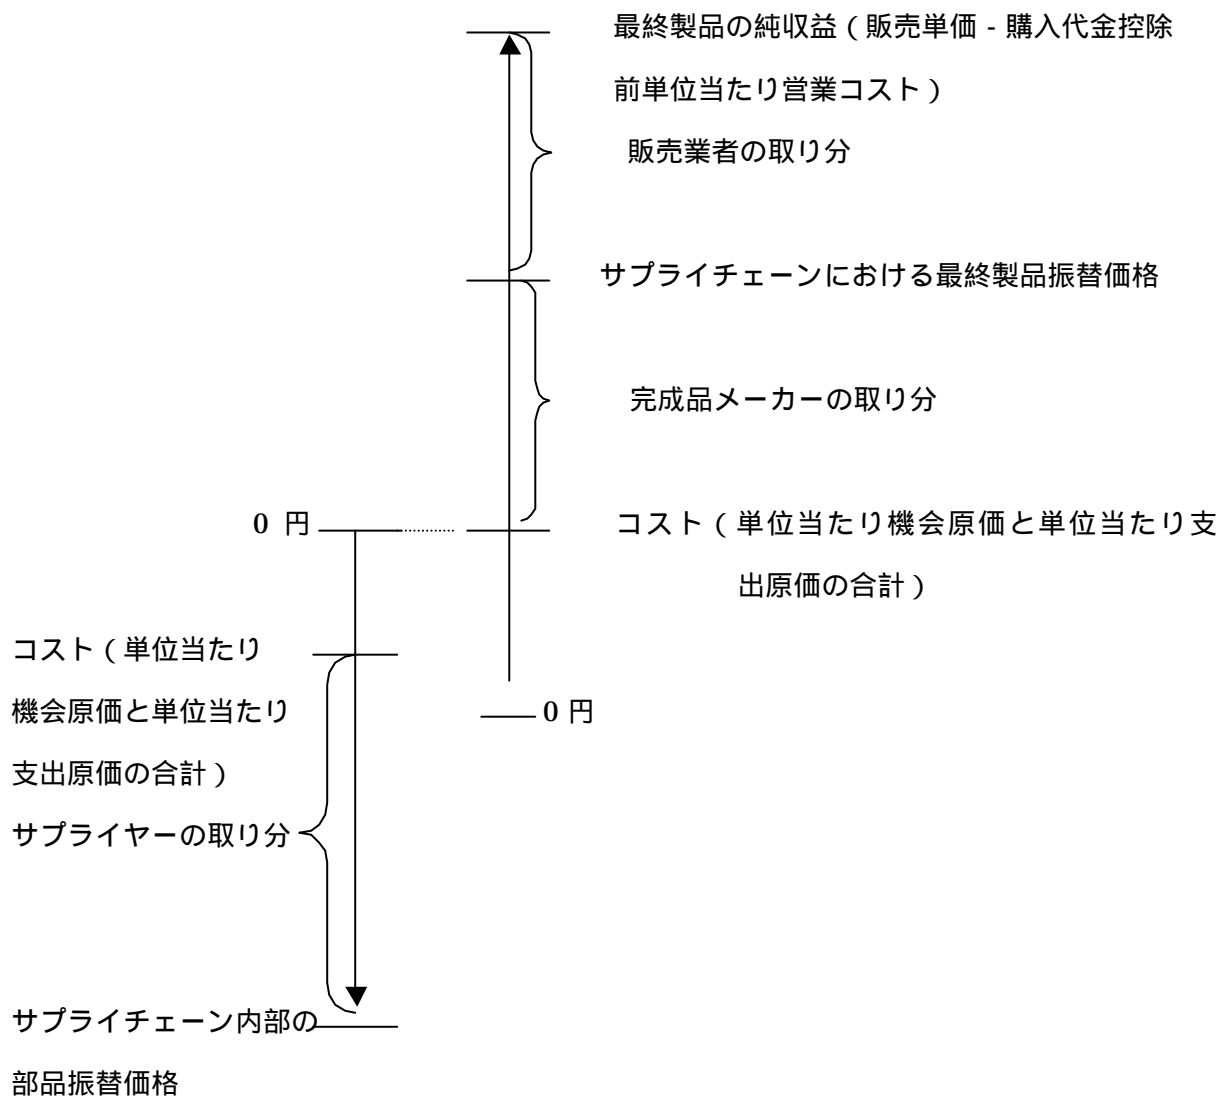 最終製品の純収益（販売単価 - 購入代金控除
前単位当たり営業コスト）
販売業者の取り分
サプライチェーンにおける最終製品振替価格
完成品メーカーの取り分
0 円
コスト（単位当たり機会原価と単位当たり支
出原価の合計）
コスト（単位当たり
機会原価と単位当たり
支出原価の合計）
0 円
サプライヤーの取り分
サプライチェーン内部の
部品振替価格